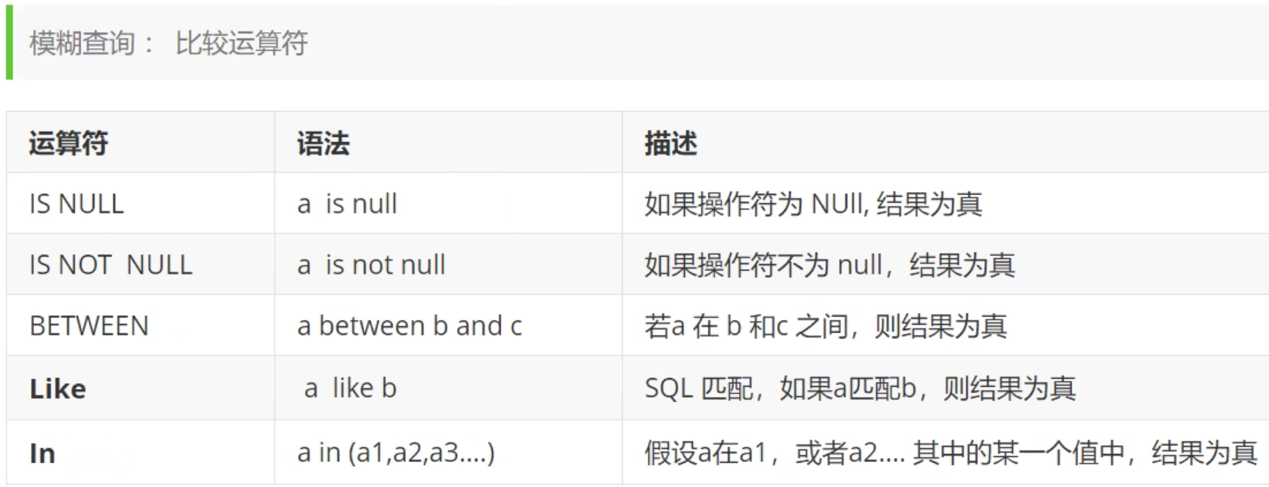 模糊查询： 比较运算符
运算符 语法 描述
IS NULL a is null 如果操作符为 NUll, 结果为真
IS NOT NULL a is not null 如果操作符不为 null，结果为真
BETWEEN a between b and c 若a 在 b 和c 之间，则结果为真
Like a like b SQL 匹配，如果a匹配b，则结果为真
In a in (a1,a2,a3....) 假设a在a1，或者a2.... 其中的某一个值中，结果为真